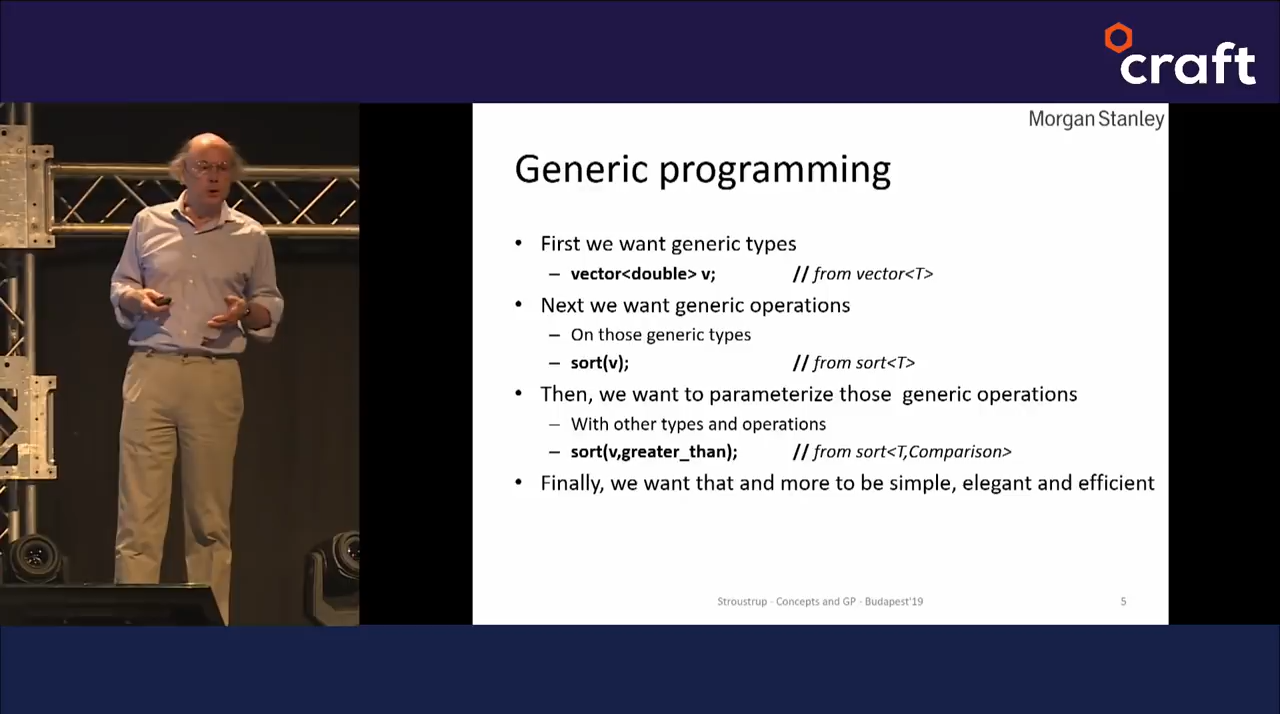 craft
Morgan Stanley
Generic programming
• First we want generic types
– vector<double> v; // from vector<T>
• Next we want generic operations
– On those generic types
– sort(v); // from sort<T>
• Then, we want to parameterize those  generic operations
– With other types and operations
– sort(v,greater_than); // from sort<T,Comparison>
• Finally, we want that and more to be simple, elegant and efficient
Stroustrup - Concepts and GP - Budapest'19 5